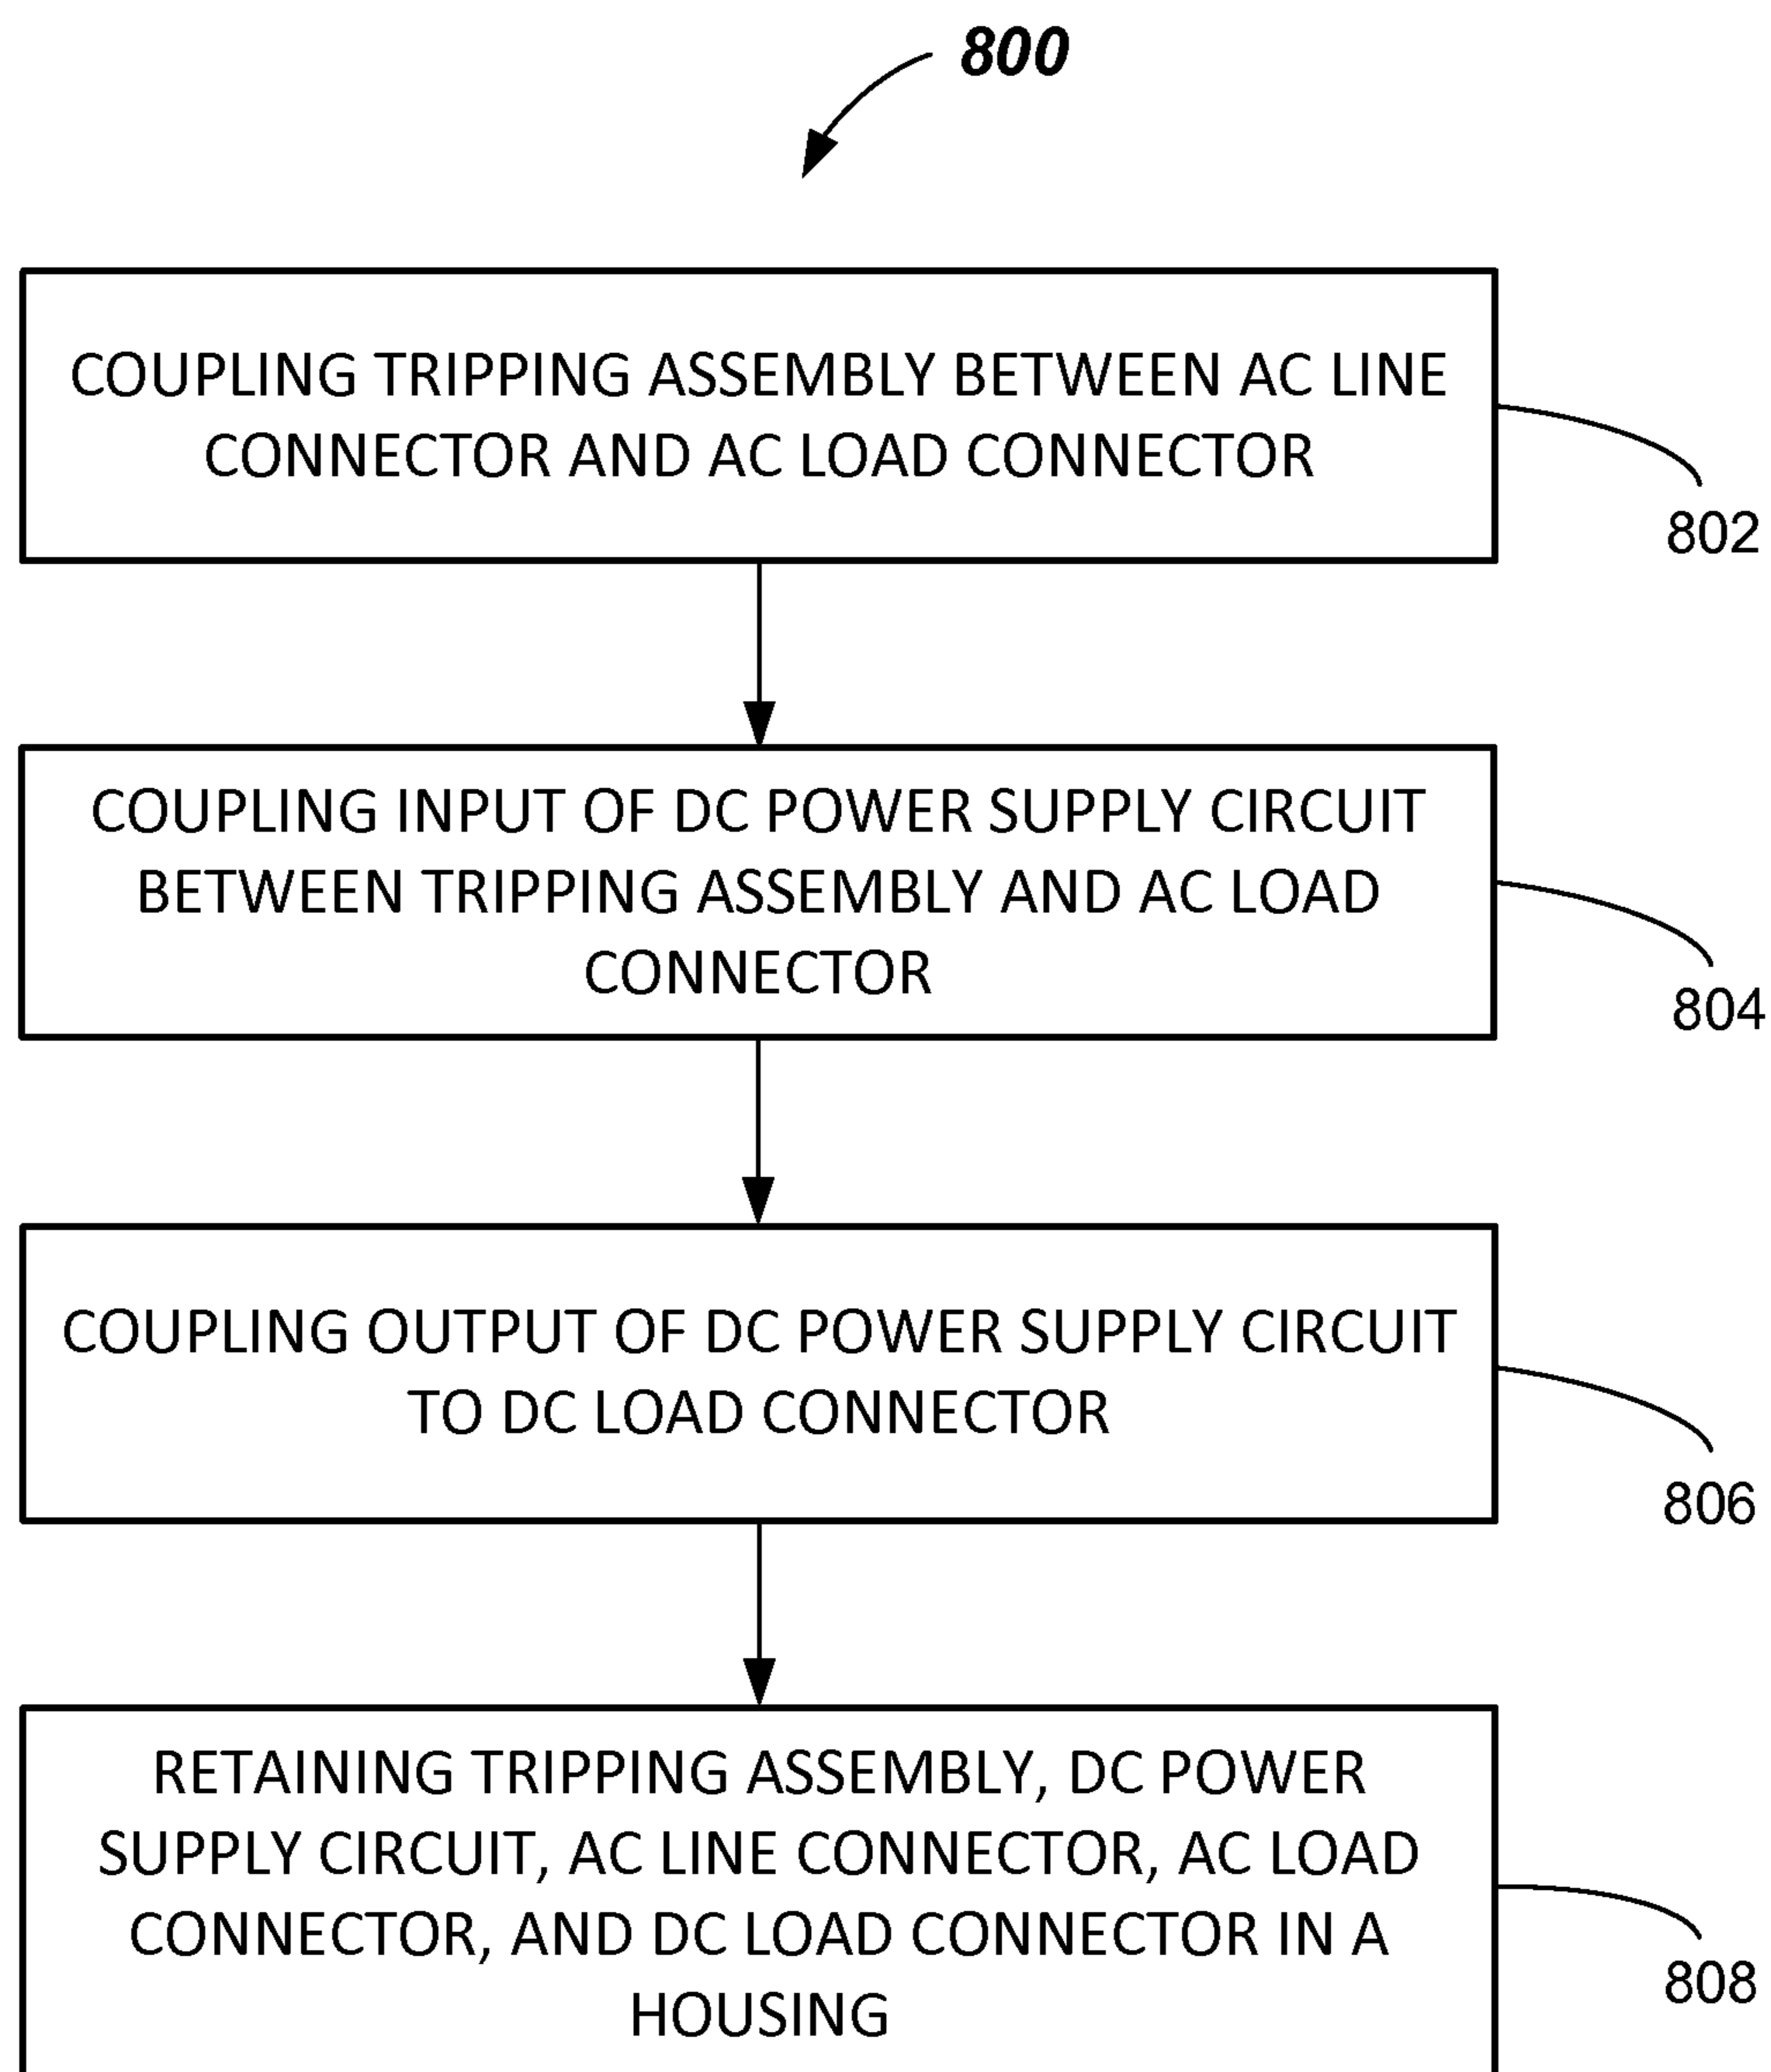 800
COUPLING TRIPPING ASSEMBLY BETWEEN AC LINE
CONNECTOR AND AC LOAD CONNECTOR
802
COUPLING INPUT OF DC POWER SUPPLY CIRCUIT
BETWEEN TRIPPING ASSEMBLY AND AC LOAD
CONNECTOR
804
COUPLING OUTPUT OF DC POWER SUPPLY CIRCUIT
TO DC LOAD CONNECTOR
806
RETAINING TRIPPING ASSEMBLY, DC POWER
SUPPLY CIRCUIT, AC LINE CONNECTOR, AC LOAD
CONNECTOR, AND DC LOAD CONNECTOR IN A
HOUSING
808